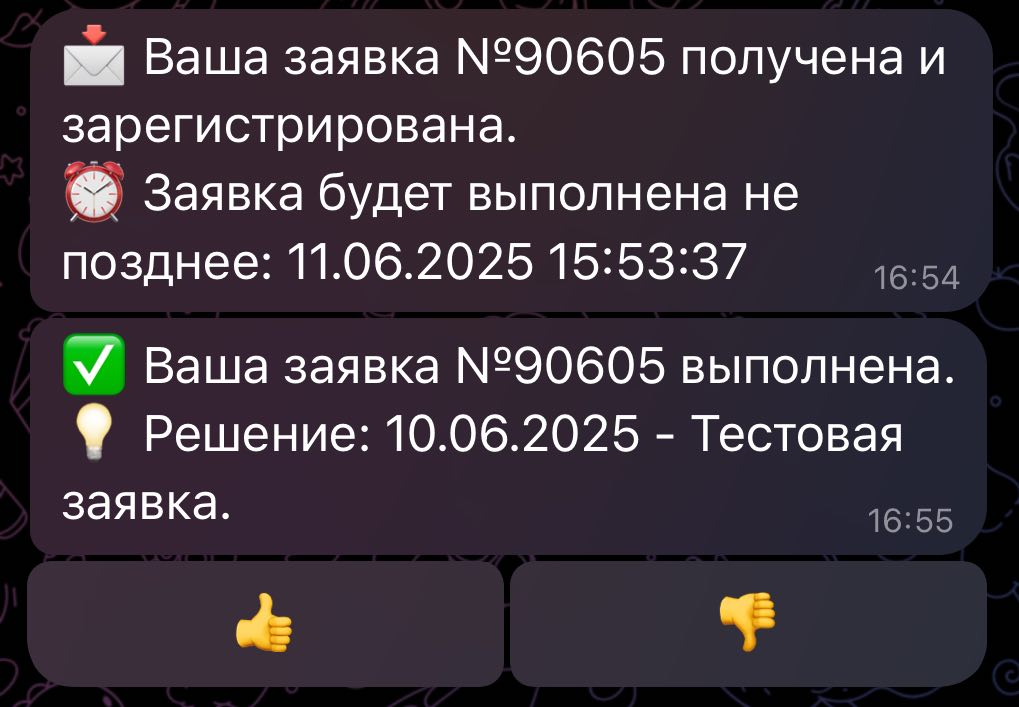 📩 Ваша заявка №90605 получена и
зарегистрирована.
⏰ Заявка будет выполнена не
позднее: 11.06.2025 15:53:37
16:54
✅ Ваша заявка №90605 выполнена.
💡 Решение: 10.06.2025 - Тестовая
заявка.
16:55
👍 👎